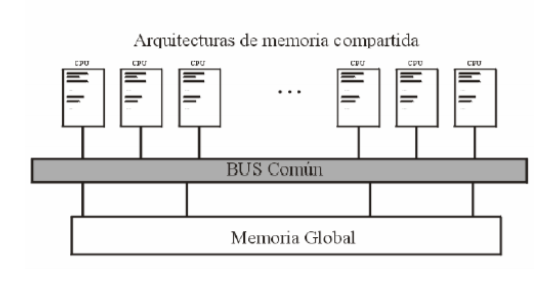 Arquitecturas de memoria compartida
CPU CPU CPU ... CPU CPU CPU
BUS Común
Memoria Global